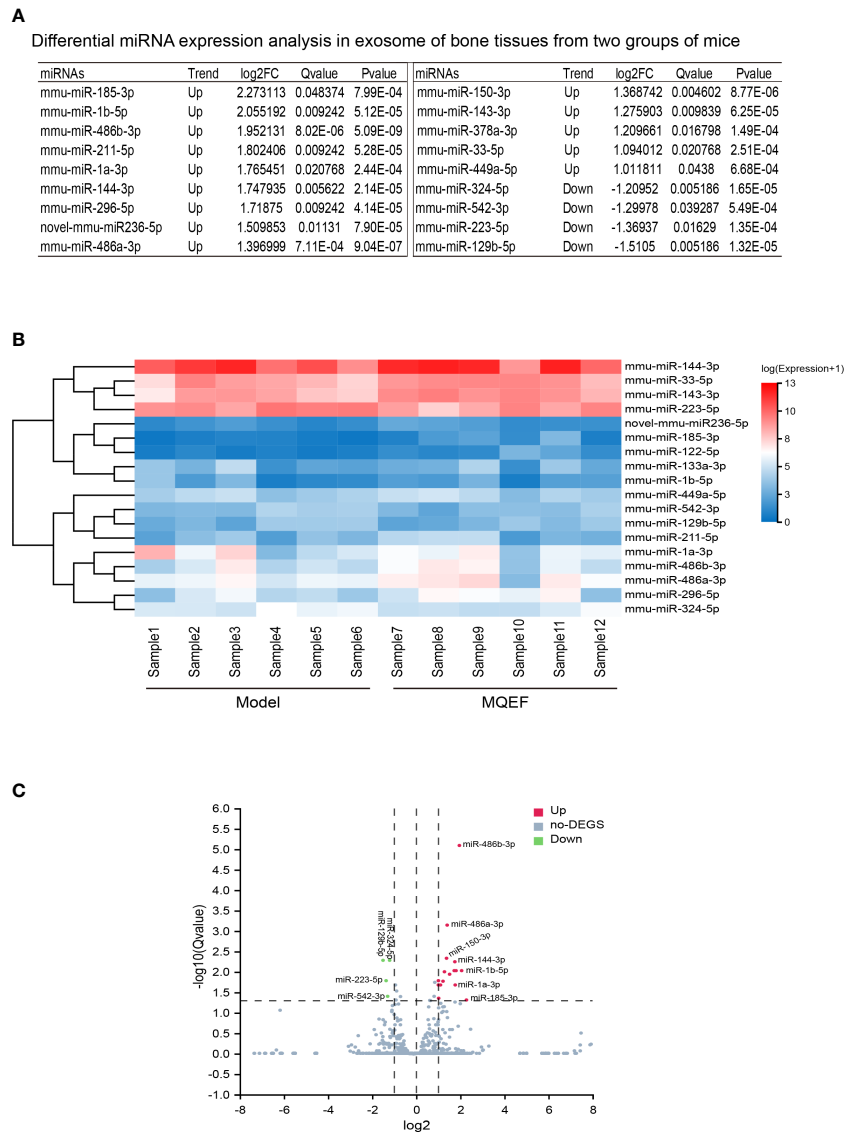 A
Differential miRNA expression analysis in exosome of bone tissues from two groups of mice
miRNAs Trend log2FC Qvalue Pvalue miRNAs Trend log2FC Qvalue Pvalue
mmu-miR-185-3p Up 2.273113 0.048374 7.99E-04 mmu-miR-150-3p Up 1.368742 0.004602 8.77E-06
mmu-miR-1b-5p Up 2.055192 0.009242 5.12E-05 mmu-miR-143-3p Up 1.275903 0.009839 6.25E-05
mmu-miR-486b-3p Up 1.952131 8.02E-06 5.09E-09 mmu-miR-378a-3p Up 1.209661 0.016798 1.49E-04
mmu-miR-211-5p Up 1.802406 0.009242 5.28E-05 mmu-miR-33-5p Up 1.094012 0.020768 2.51E-04
mmu-miR-1a-3p Up 1.765451 0.020768 2.44E-04 mmu-miR-449a-5p Up 1.011811 0.0438 6.68E-04
mmu-miR-144-3p Up 1.747935 0.005622 2.14E-05 mmu-miR-324-5p Down -1.20952 0.005186 1.65E-05
mmu-miR-296-5p Up 1.71875 0.009242 4.14E-05 mmu-miR-542-3p Down -1.29978 0.039287 5.49E-04
novel-mmu-miR236-5p Up 1.509853 0.01131 7.90E-05 mmu-miR-223-5p Down -1.36937 0.01629 1.35E-04
mmu-miR-486a-3p Up 1.396999 7.11E-04 9.04E-07 mmu-miR-129b-5p Down -1.5105 0.005186 1.32E-05
B
log(Expression+1)
13
10
8
5
3
0
mmu-miR-144-3p
mmu-miR-33-5p
mmu-miR-143-3p
mmu-miR-223-5p
novel-mmu-miR236-5p
mmu-miR-185-3p
mmu-miR-122-5p
mmu-miR-133a-3p
mmu-miR-1b-5p
mmu-miR-449a-5p
mmu-miR-542-3p
mmu-miR-129b-5p
mmu-miR-211-5p
mmu-miR-1a-3p
mmu-miR-486b-3p
mmu-miR-486a-3p
mmu-miR-296-5p
mmu-miR-324-5p
Sample1 Sample2 Sample3 Sample4 Sample5 Sample6 Sample7 Sample8 Sample9 Sample10 Sample11 Sample12
Model MQEF
C
Up
no-DEGS
Down
-log10(Qvalue)
6.0
5.5
5.0
4.5
4.0
3.5
3.0
2.5
2.0
1.5
1.0
0.5
0.0
-0.5
-1.0
miR-486b-3p
miR-486a-3p
miR-150-3p
miR-144-3p
miR-1b-5p
miR-1a-3p
miR-185-3p
miR-129b-5p
miR-324-5p
miR-223-5p
miR-542-3p
-8 -6 -4 -2 0 2 4 6 8
log2